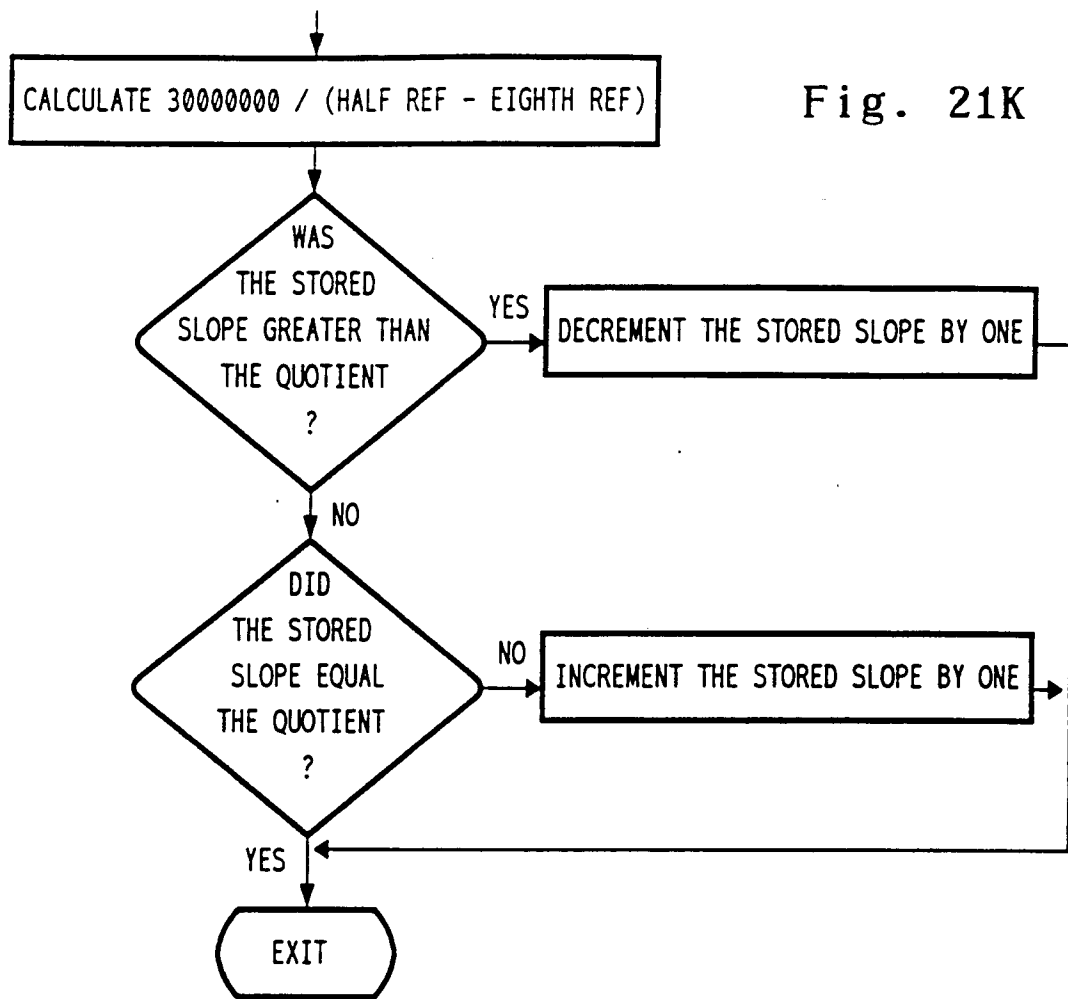 CALCULATE 30000000 / (HALF REF - EIGHTH REF)
Fig. 21K
WAS
THE STORED
SLOPE GREATER THAN
THE QUOTIENT
?
YES
DECREMENT THE STORED SLOPE BY ONE
NO
DID
THE STORED
SLOPE EQUAL
THE QUOTIENT
?
NO
INCREMENT THE STORED SLOPE BY ONE
YES
EXIT